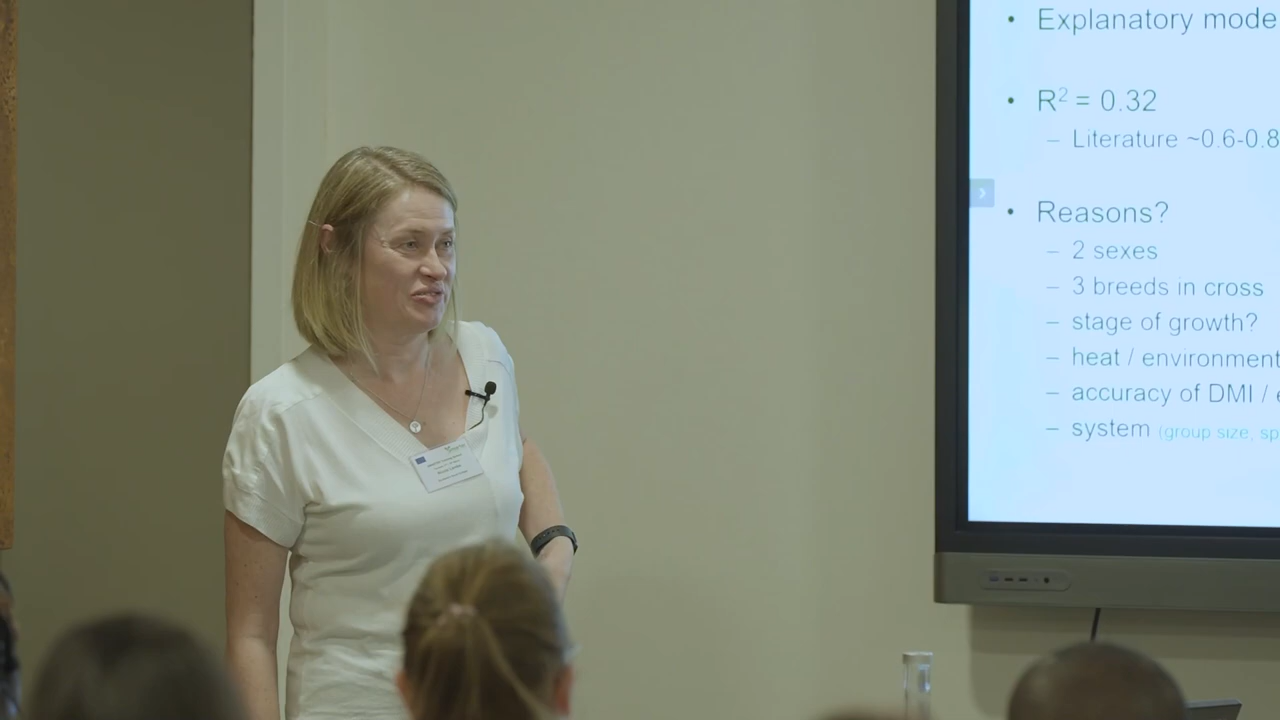 • Explanatory mode
• R² = 0.32
– Literature ~0.6-0.8
• Reasons?
– 2 sexes
– 3 breeds in cross
– stage of growth?
– heat / environment
– accuracy of DMI / e
– system (group size, sp